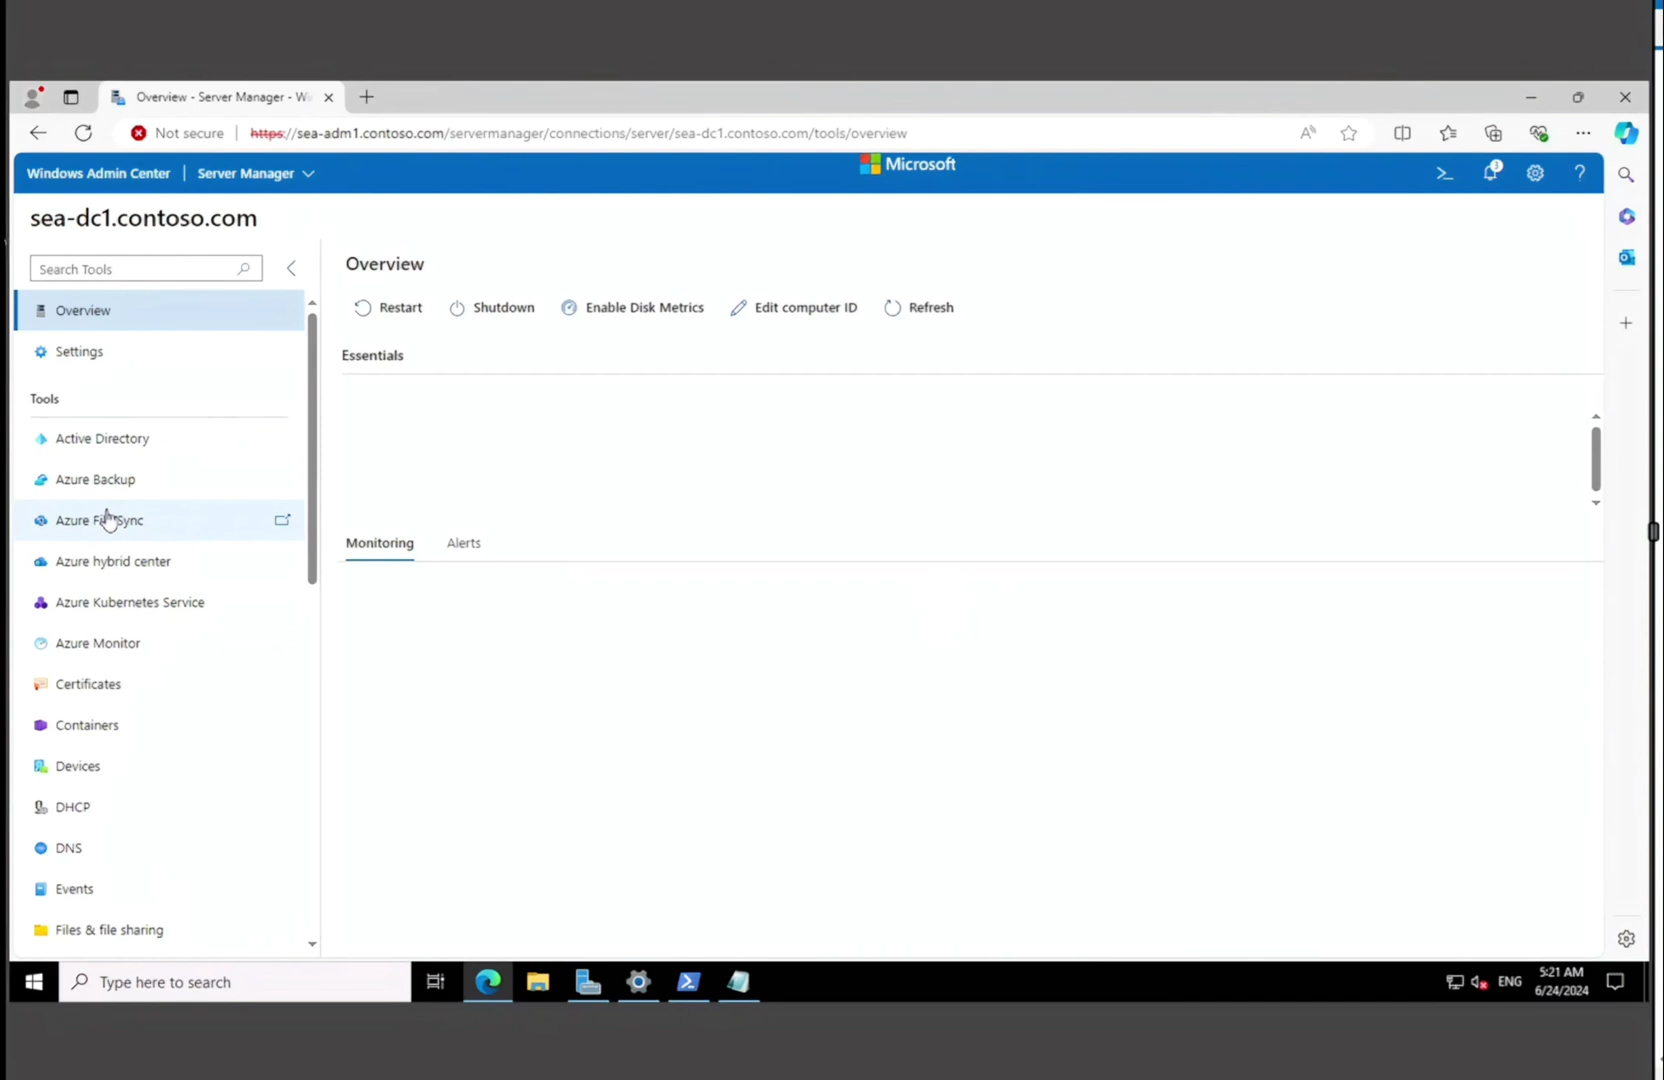 Overview - Server Manager - Wi
Not secure
https://sea-adm1.contoso.com/servermanager/connections/server/sea-dc1.contoso.com/tools/overview
Windows Admin Center
Server Manager
Microsoft
3
?
sea-dc1.contoso.com
Search Tools
Overview
Settings
Tools
Active Directory
Azure Backup
Azure File Sync
Azure hybrid center
Azure Kubernetes Service
Azure Monitor
Certificates
Containers
Devices
DHCP
DNS
Events
Files & file sharing
Overview
Restart
Shutdown
Enable Disk Metrics
Edit computer ID
Refresh
Essentials
Monitoring
Alerts
Type here to search
ENG
5:21 AM
6/24/2024